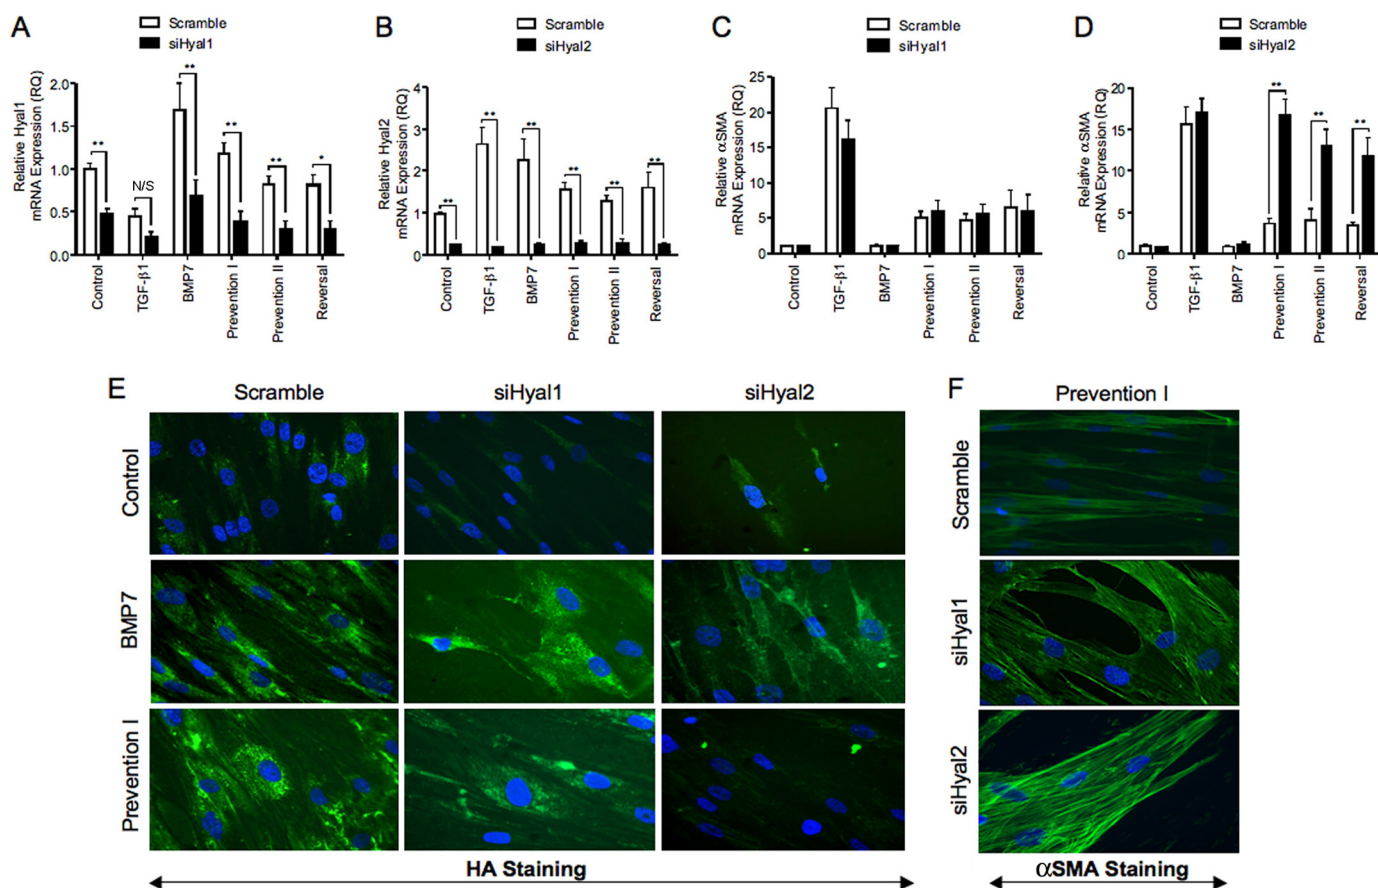 A
Scramble
siHyal1
Relative Hyal1
mRNA Expression (RQ)
2.0
1.5
1.0
0.5
0.0
**
N/S
**
**
**
*
Control
TGF-β1
BMP7
Prevention I
Prevention II
Reversal
B
Scramble
siHyal2
Relative Hyal2
mRNA Expression (RQ)
4
3
2
1
0
**
**
**
**
**
**
Control
TGF-β1
BMP7
Prevention I
Prevention II
Reversal
C
Scramble
siHyal1
Relative αSMA
mRNA Expression (RQ)
25
20
15
10
5
0
Control
TGF-β1
BMP7
Prevention I
Prevention II
Reversal
D
Scramble
siHyal2
Relative αSMA
mRNA Expression (RQ)
20
15
10
5
0
**
**
**
Control
TGF-β1
BMP7
Prevention I
Prevention II
Reversal
E
Scramble
siHyal1
siHyal2
Control
BMP7
Prevention I
HA Staining
F
Prevention I
Scramble
siHyal1
siHyal2
αSMA Staining